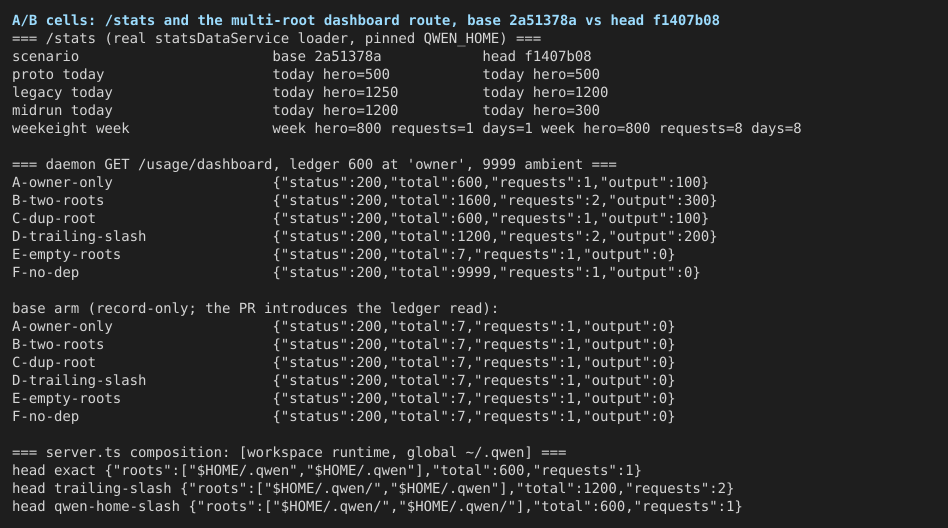 A/B cells: /stats and the multi-root dashboard route, base 2a51378a vs head f1407b08
=== /stats (real statsDataService loader, pinned QWEN_HOME) ===
scenario                       base 2a51378a            head f1407b08
proto today                    today hero=500           today hero=500
legacy today                   today hero=1250          today hero=1200
midrun today                   today hero=1200          today hero=300
weekeight week                 week hero=800 requests=1 days=1 week hero=800 requests=8 days=8

=== daemon GET /usage/dashboard, ledger 600 at 'owner', 9999 ambient ===
A-owner-only                   {"status":200,"total":600,"requests":1,"output":100}
B-two-roots                    {"status":200,"total":1600,"requests":2,"output":300}
C-dup-root                     {"status":200,"total":600,"requests":1,"output":100}
D-trailing-slash               {"status":200,"total":1200,"requests":2,"output":200}
E-empty-roots                  {"status":200,"total":7,"requests":1,"output":0}
F-no-dep                       {"status":200,"total":9999,"requests":1,"output":0}

base arm (record-only; the PR introduces the ledger read):
A-owner-only                   {"status":200,"total":7,"requests":1,"output":0}
B-two-roots                    {"status":200,"total":7,"requests":1,"output":0}
C-dup-root                     {"status":200,"total":7,"requests":1,"output":0}
D-trailing-slash               {"status":200,"total":7,"requests":1,"output":0}
E-empty-roots                  {"status":200,"total":7,"requests":1,"output":0}
F-no-dep                       {"status":200,"total":7,"requests":1,"output":0}

=== server.ts composition: [workspace runtime, global ~/.qwen] ===
head exact {"roots":["$HOME/.qwen","$HOME/.qwen"],"total":600,"requests":1}
head trailing-slash {"roots":["$HOME/.qwen/","$HOME/.qwen"],"total":1200,"requests":2}
head qwen-home-slash {"roots":["$HOME/.qwen/","$HOME/.qwen/"],"total":600,"requests":1}